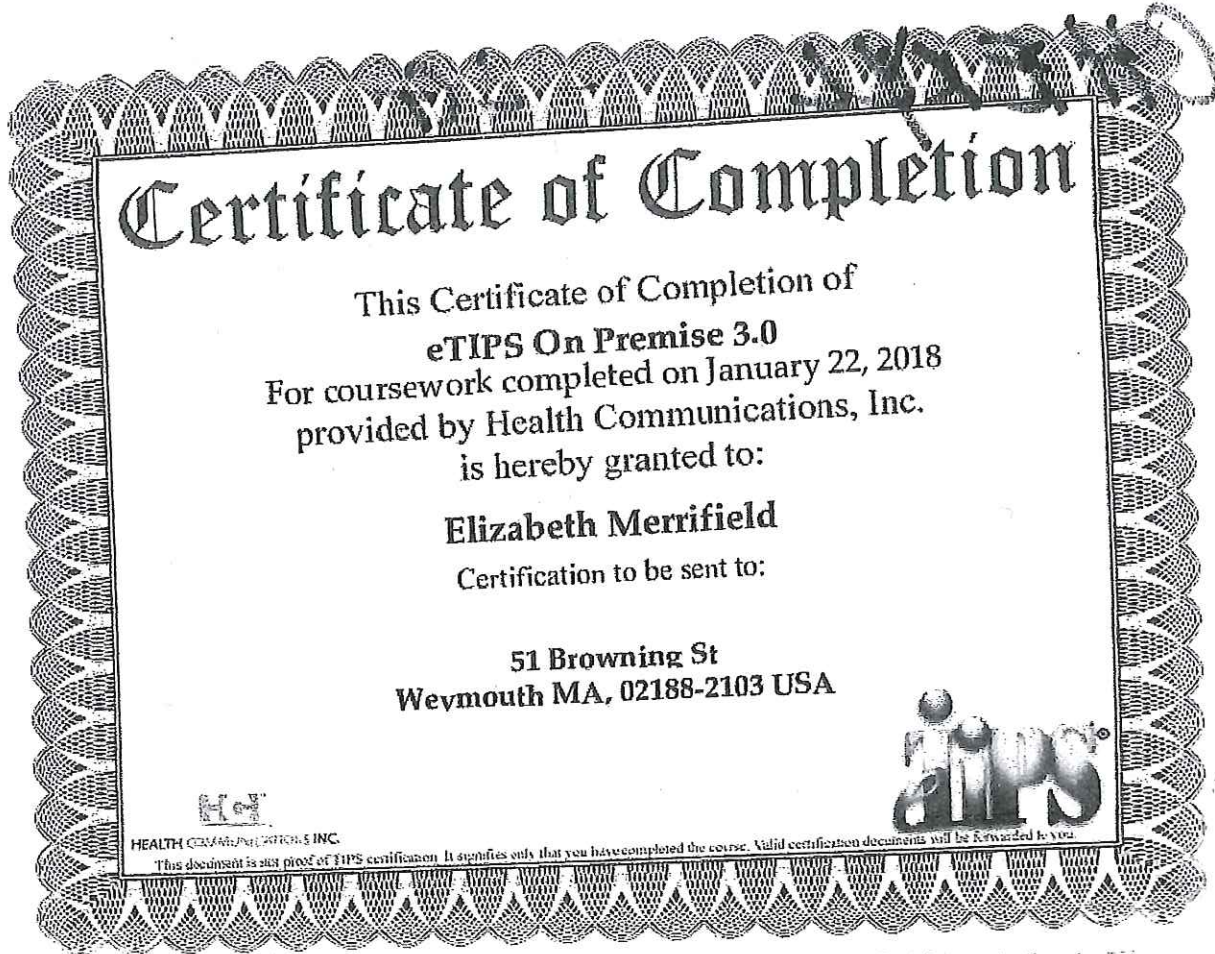 Certificate of Completion
This Certificate of Completion of
eTIPS On Premise 3.0
For coursework completed on January 22, 2018
provided by Health Communications, Inc.
is hereby granted to:
Elizabeth Merrifield
Certification to be sent to:
51 Browning St
Weymouth MA, 02188-2103 USA
HEALTH COMMUNICATIONS INC.
This document is not proof of TIPS certification. It signifies only that you have completed the course. Valid certification documents will be forwarded to you.